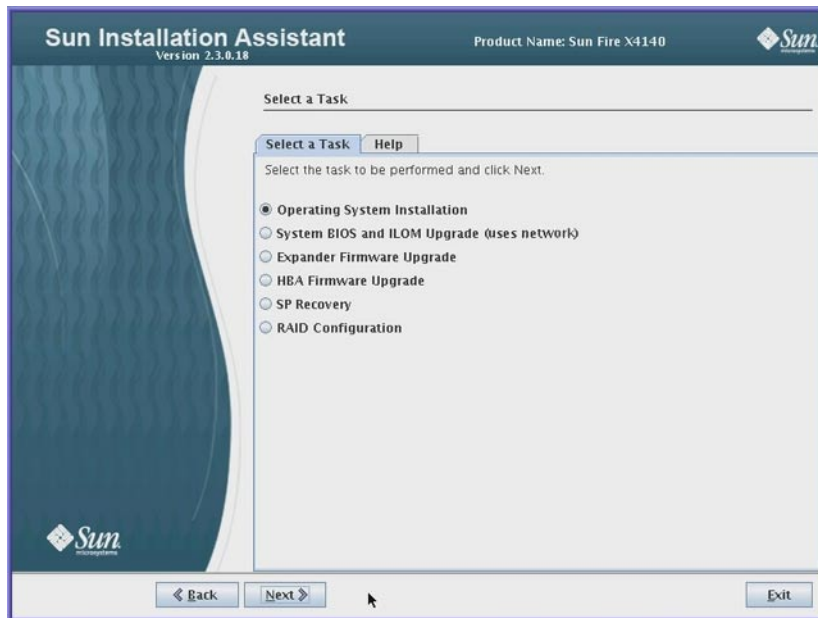 Sun Installation Assistant
Version 2.3.0.18
Product Name: Sun Fire X4140
Sun
microsystems
Select a Task
Select a Task Help
Select the task to be performed and click Next.
Operating System Installation
System BIOS and ILOM Upgrade (uses network)
Expander Firmware Upgrade
HBA Firmware Upgrade
SP Recovery
RAID Configuration
Sun
microsystems
Back Next Exit